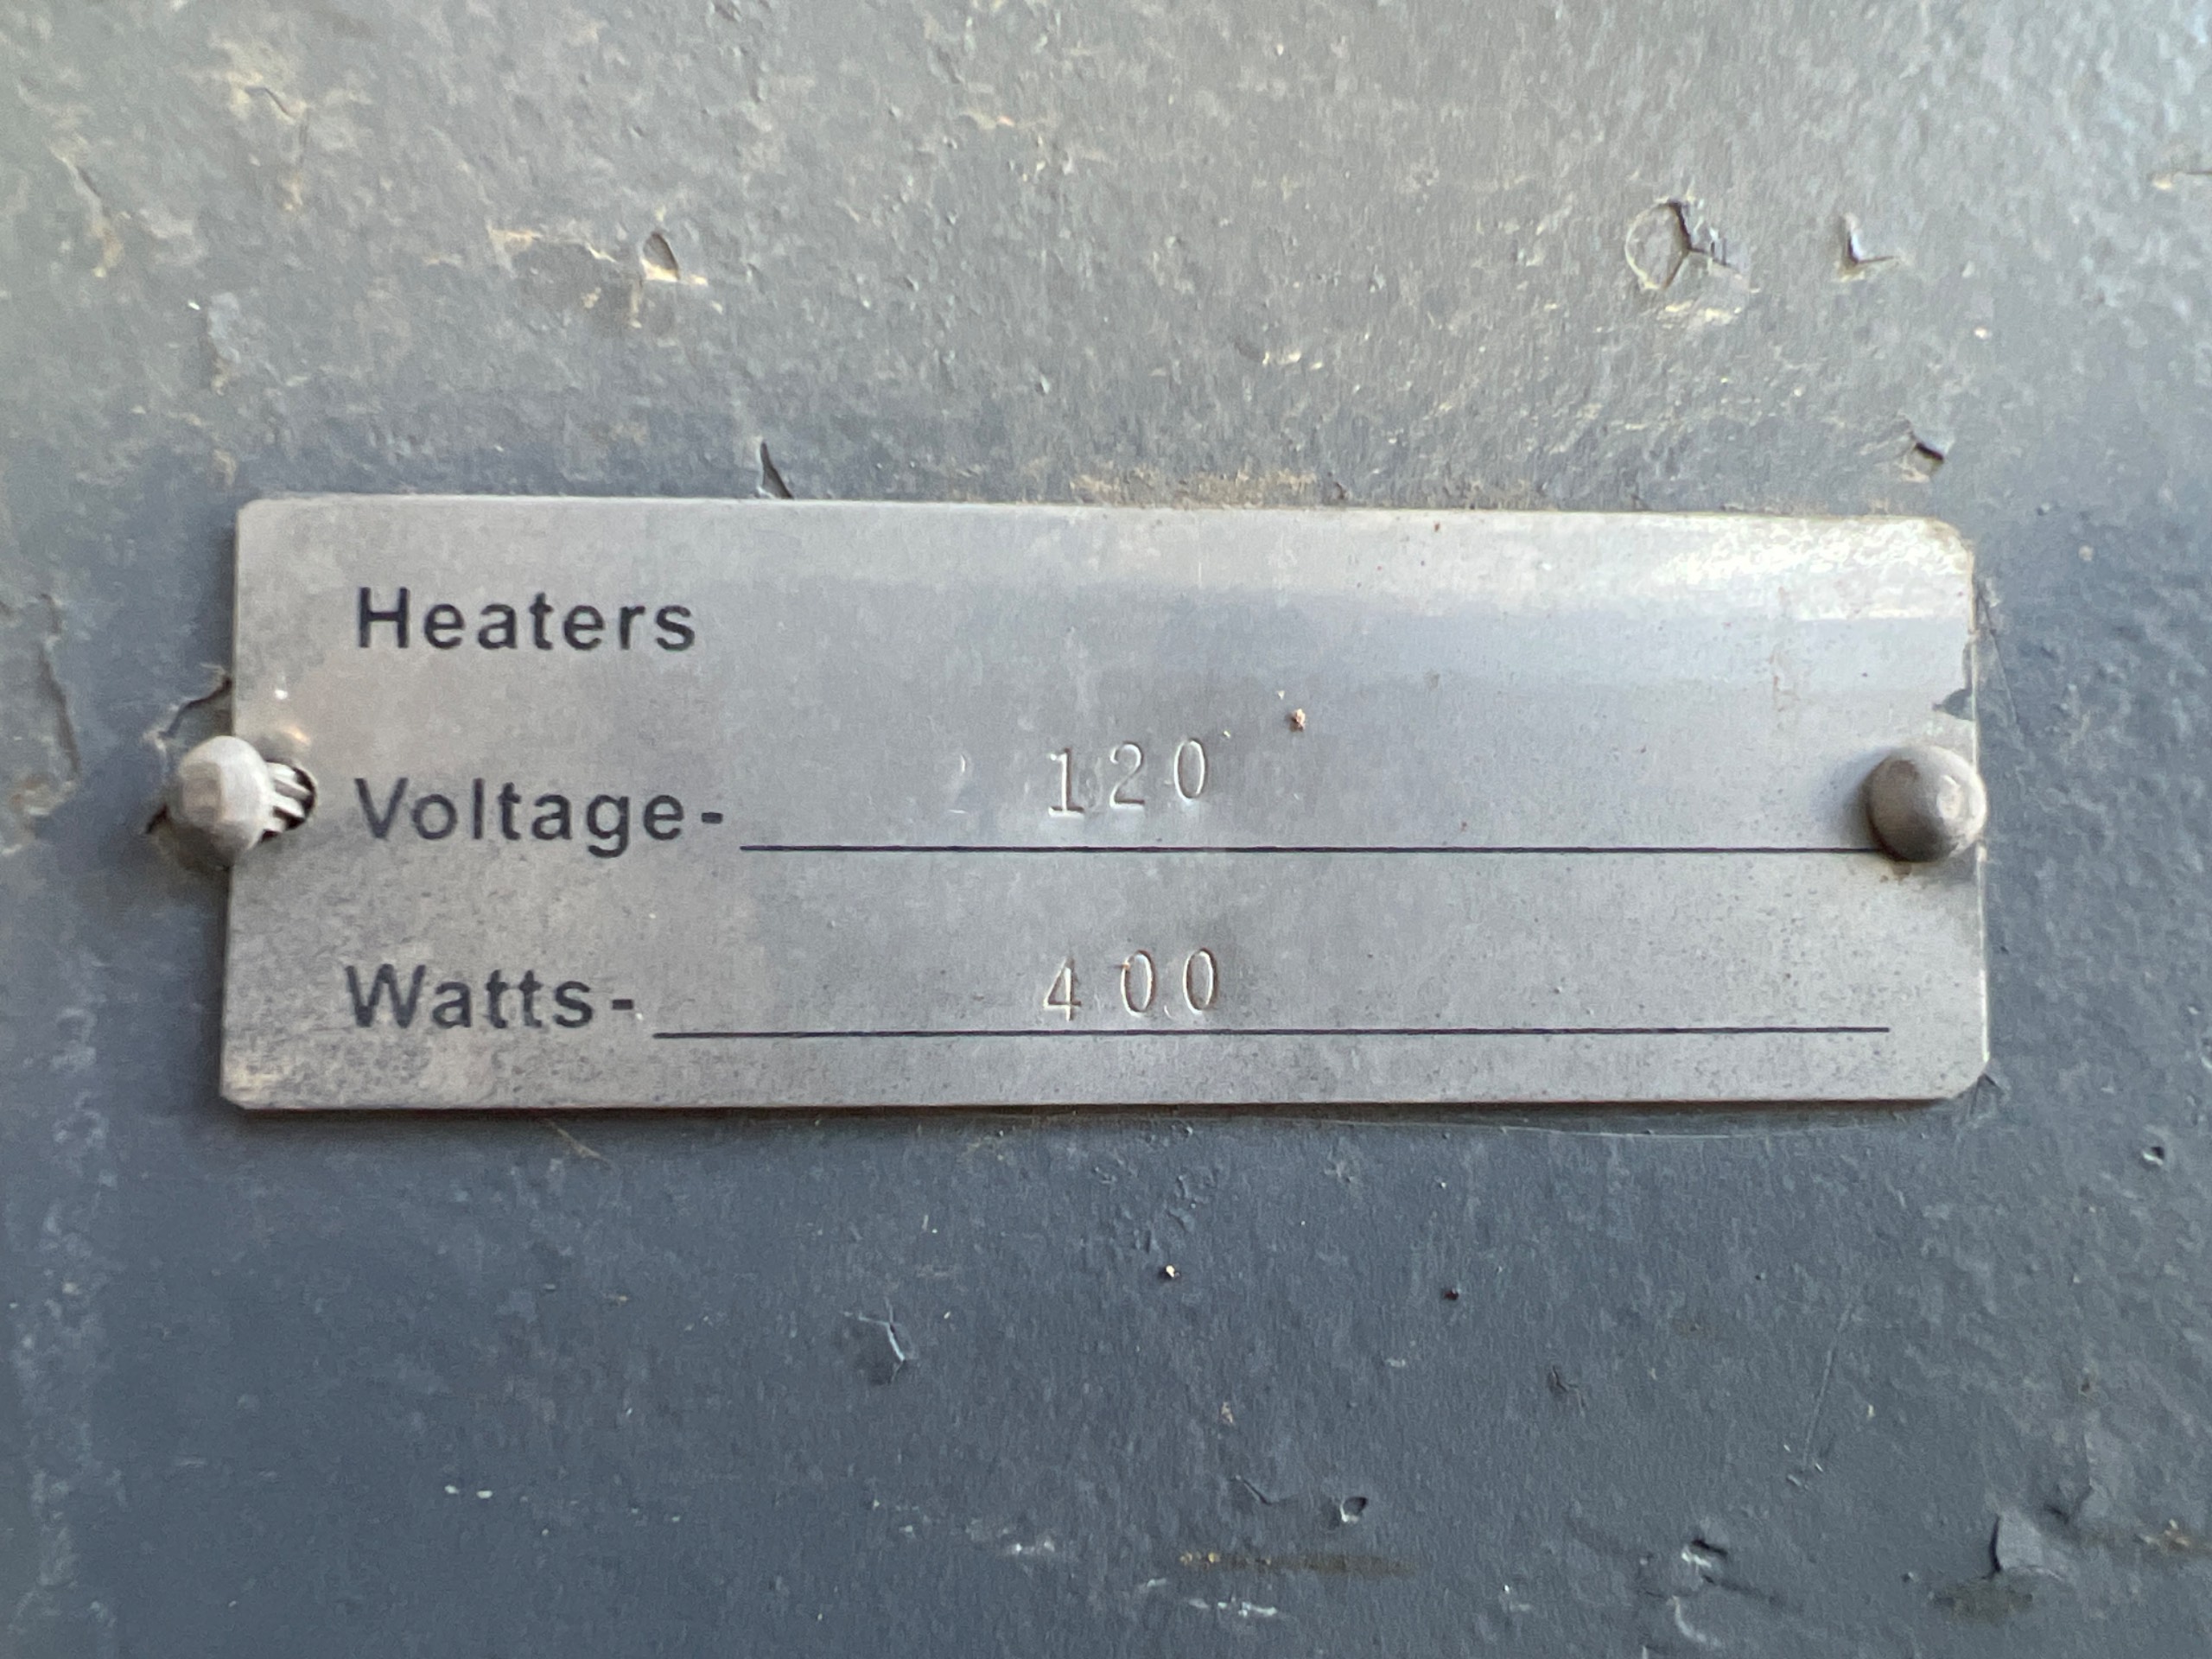 Heaters
Voltage- 120
Watts- 400